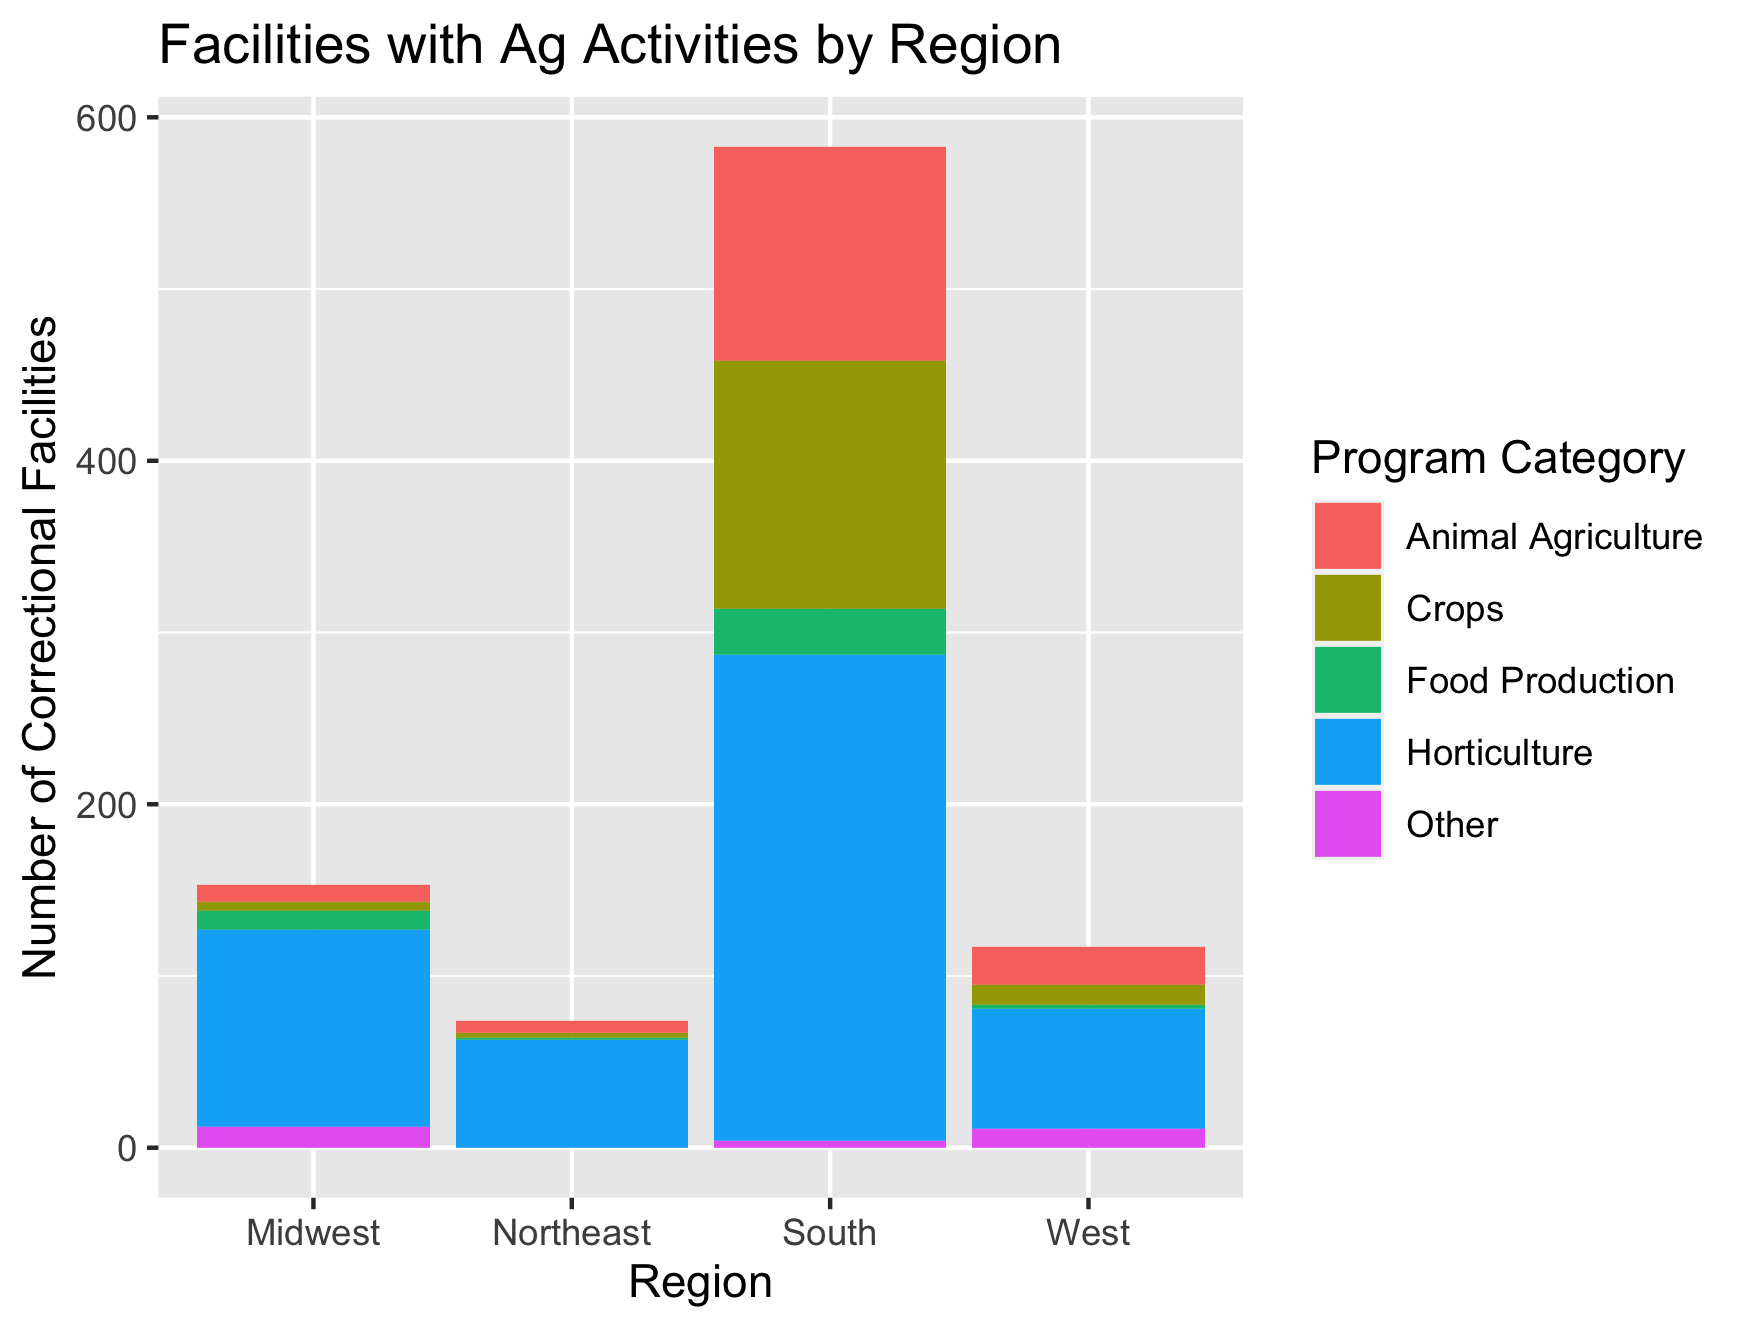 Facilities with Ag Activities by Region
Number of Correctional Facilities
600
400
200
0
Midwest
Northeast
South
West
Region
Program Category
Animal Agriculture
Crops
Food Production
Horticulture
Other